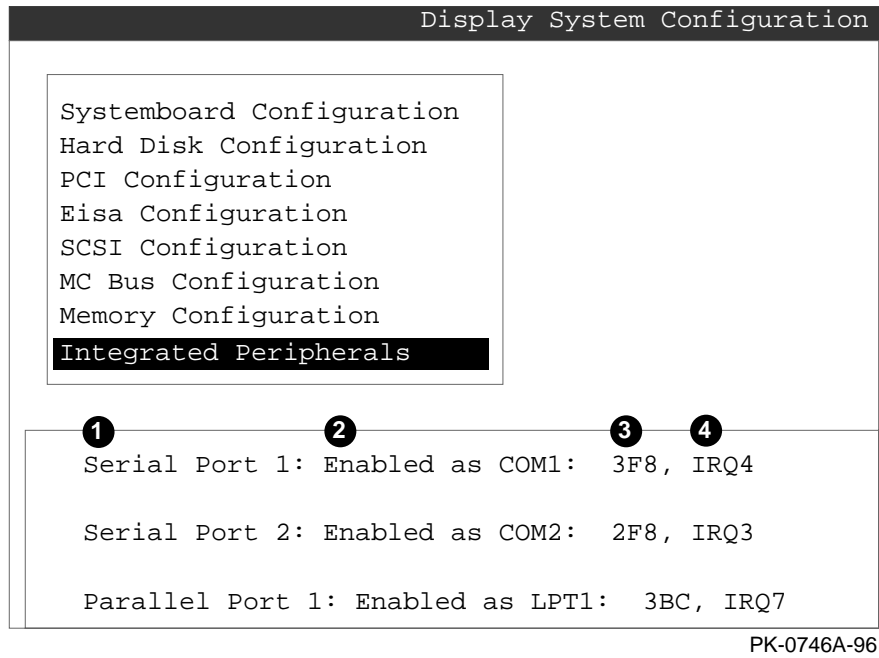 Display System Configuration
Systemboard Configuration
Hard Disk Configuration
PCI Configuration
Eisa Configuration
SCSI Configuration
MC Bus Configuration
Memory Configuration
Integrated Peripherals
1 2 3 4
Serial Port 1: Enabled as COM1: 3F8, IRQ4
Serial Port 2: Enabled as COM2: 2F8, IRQ3
Parallel Port 1: Enabled as LPT1: 3BC, IRQ7
PK-0746A-96